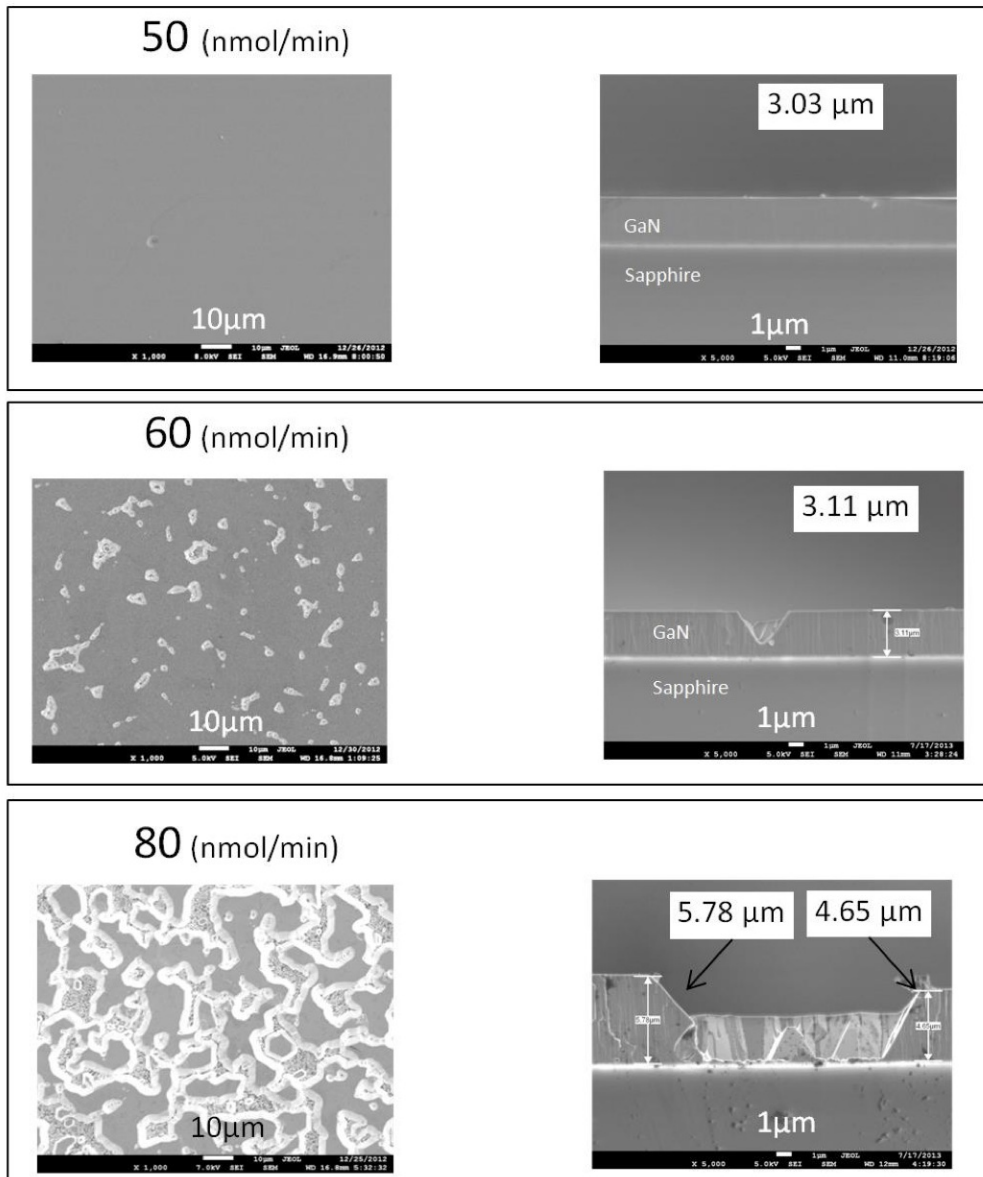 50 (nmol/min)
3.03 µm
GaN
Sapphire
10µm
10µm JEOL 12/26/2012
X 1,000 8.0kV SEI SEM WD 16.9mm 8:00:50
1µm
1µm JEOL 12/26/2012
X 5,000 5.0kV SEI SEM WD 11.0mm 8:19:06
60 (nmol/min)
3.11 µm
GaN
3.11µm
Sapphire
10µm
10µm JEOL 12/30/2012
X 1,000 5.0kV SEI SEM WD 16.8mm 1:09:25
1µm
1µm JEOL 7/17/2013
X 5,000 5.0kV SEI SEM WD 11mm 3:28:24
80 (nmol/min)
5.78 µm
4.65 µm
5.78µm
4.65µm
10µm
10µm JEOL 12/25/2012
X 1,000 7.0kV SEI SEM WD 16.8mm 5:32:32
1µm
1µm JEOL 7/17/2013
X 5,000 5.0kV SEI SEM WD 12mm 4:19:30